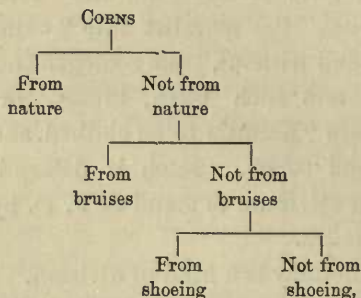 CORNS
From Not from
nature nature
From Not from
bruises bruises
From Not from
shoeing shoeing,